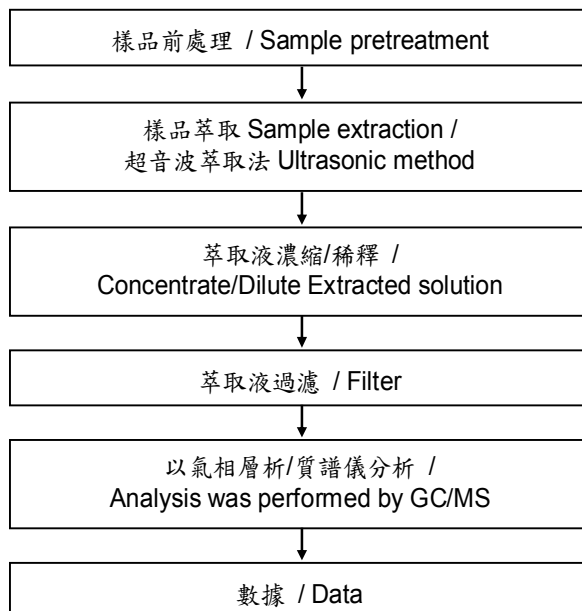 樣品前處理 / Sample pretreatment
樣品萃取 Sample extraction /
超音波萃取法 Ultrasonic method
萃取液濃縮/稀釋 /
Concentrate/Dilute Extracted solution
萃取液過濾 / Filter
以氣相層析/質譜儀分析 /
Analysis was performed by GC/MS
數據 / Data